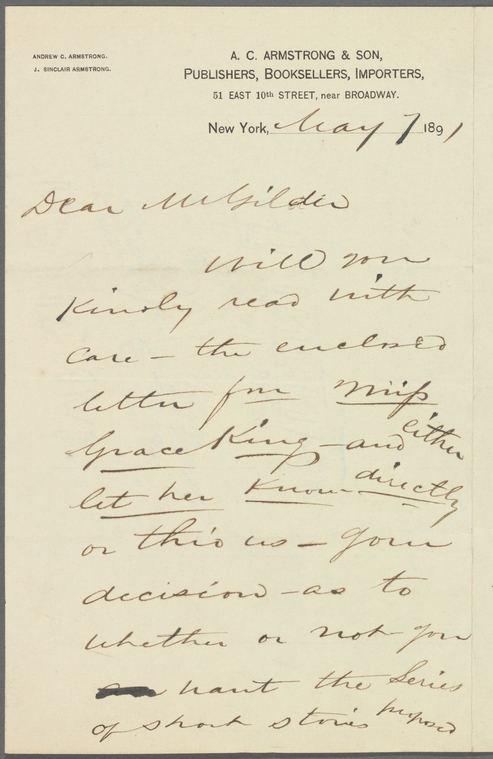 ANDREW C. ARMSTRONG.
J. SINCLAIR ARMSTRONG.
A. C. ARMSTRONG & SON,
PUBLISHERS, BOOKSELLERS, IMPORTERS,
51 EAST 10th STREET, near BROADWAY.
New York, May 7 1891
Dear Mr Gilder
Will you
kindly read with
care – the enclosed
letter from Miss
Grace King – and either
let her know directly
or thro us – your
decision – as to
whether or not you
want the Series
of short stories proposed